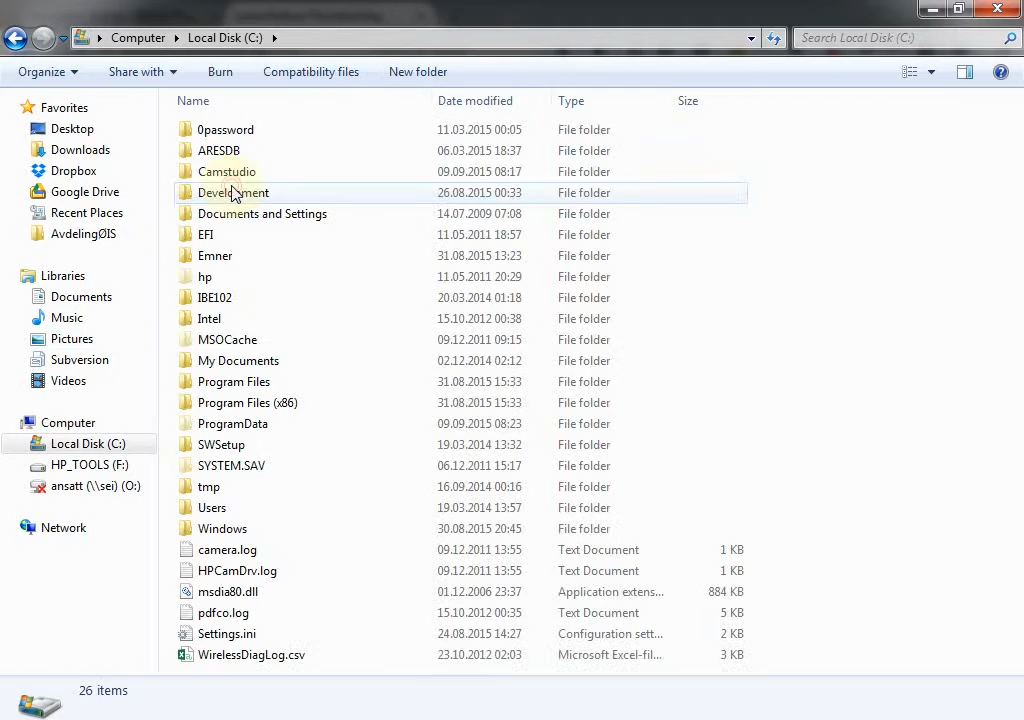 Computer Local Disk (C:) Search Local Disk (C:)
Organize Share with Burn Compatibility files New folder
Name Date modified Type Size
Favorites
Desktop
Downloads
Dropbox
Google Drive
Recent Places
AvdelingØIS
Libraries
Documents
Music
Pictures
Subversion
Videos
Computer
Local Disk (C:)
HP_TOOLS (F:)
ansatt (\\sei) (O:)
Network
0password 11.03.2015 00:05 File folder
ARESDB 06.03.2015 18:37 File folder
Camstudio 09.09.2015 08:17 File folder
Development 26.08.2015 00:33 File folder
Documents and Settings 14.07.2009 07:08 File folder
EFI 11.05.2011 18:57 File folder
Emner 31.08.2015 13:23 File folder
hp 11.05.2011 20:29 File folder
IBE102 20.03.2014 01:18 File folder
Intel 15.10.2012 00:38 File folder
MSOCache 09.12.2011 09:15 File folder
My Documents 02.12.2014 02:12 File folder
Program Files 31.08.2015 15:33 File folder
Program Files (x86) 31.08.2015 15:33 File folder
ProgramData 09.09.2015 08:23 File folder
SWSetup 19.03.2014 13:32 File folder
SYSTEM.SAV 06.12.2011 15:17 File folder
tmp 16.09.2014 00:16 File folder
Users 19.03.2014 13:57 File folder
Windows 30.08.2015 20:45 File folder
camera.log 09.12.2011 13:55 Text Document 1 KB
HPCamDrv.log 09.12.2011 13:55 Text Document 1 KB
msdia80.dll 01.12.2006 23:37 Application extens... 884 KB
pdfco.log 15.10.2012 00:35 Text Document 5 KB
Settings.ini 24.08.2015 14:27 Configuration sett... 2 KB
WirelessDiagLog.csv 23.10.2012 02:03 Microsoft Excel-fil... 3 KB
26 items